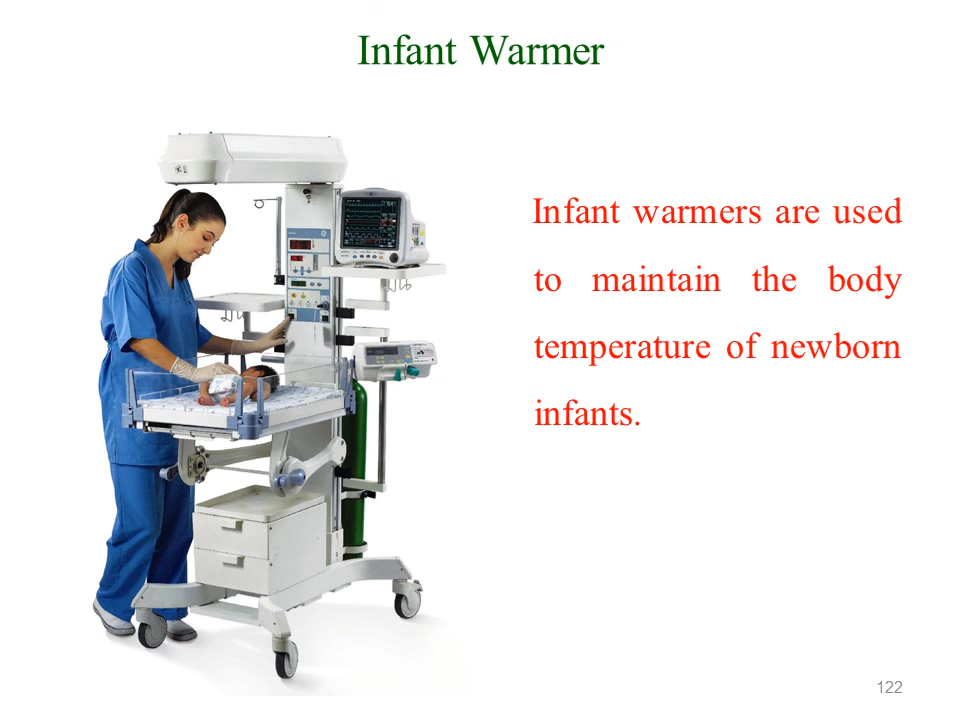 Infant Warmer
Infant warmers are used
to maintain the body
temperature of newborn
infants.
122